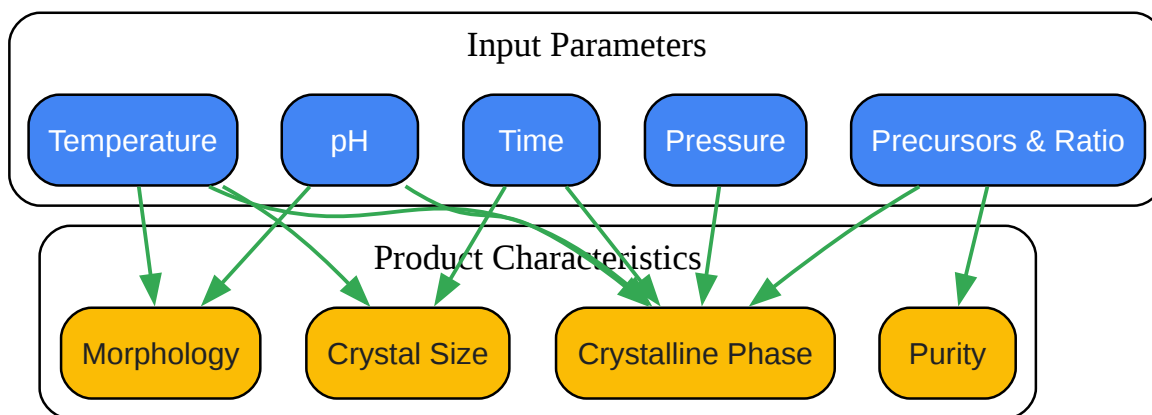 Input Parameters
Temperature
pH
Time
Pressure
Precursors & Ratio
Product Characteristics
Morphology
Crystal Size
Crystalline Phase
Purity